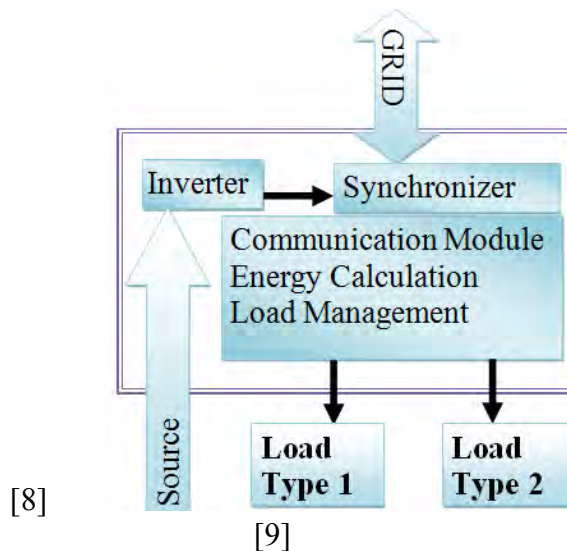 GRID
Inverter
Synchronizer
Communication Module
Energy Calculation
Load Management
Source
Load
Type 1
Load
Type 2
[8]
[9]